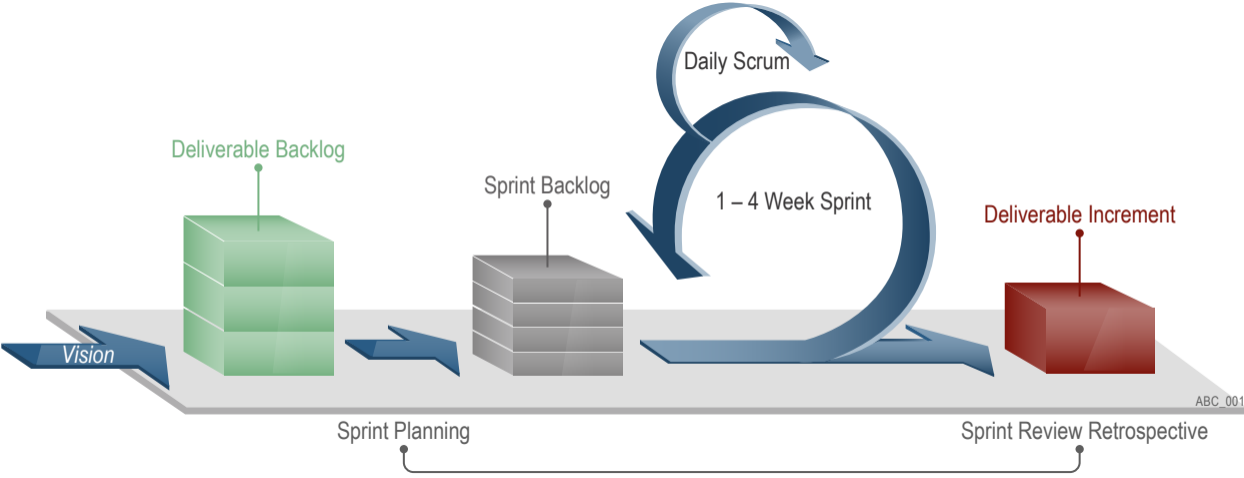 Daily Scrum
Deliverable Backlog
Sprint Backlog
1 – 4 Week Sprint
Deliverable Increment
Vision
ABC_001
Sprint Planning
Sprint Review Retrospective